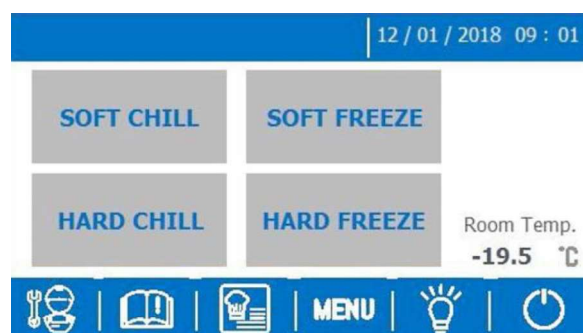 12 / 01 / 2018 09 : 01
SOFT CHILL
SOFT FREEZE
HARD CHILL
HARD FREEZE
Room Temp.
-19.5 °C
MENU